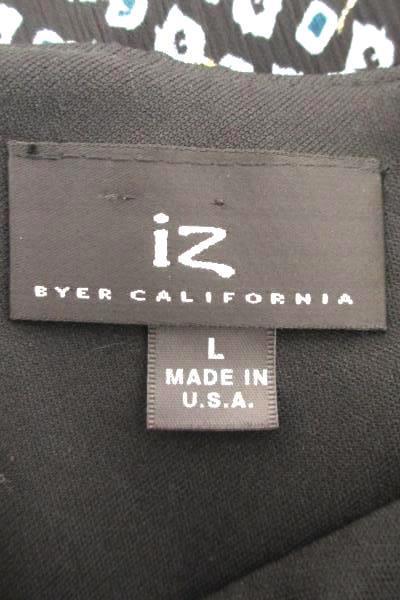 iz
BYER CALIFORNIA
L
MADE IN
U.S.A.